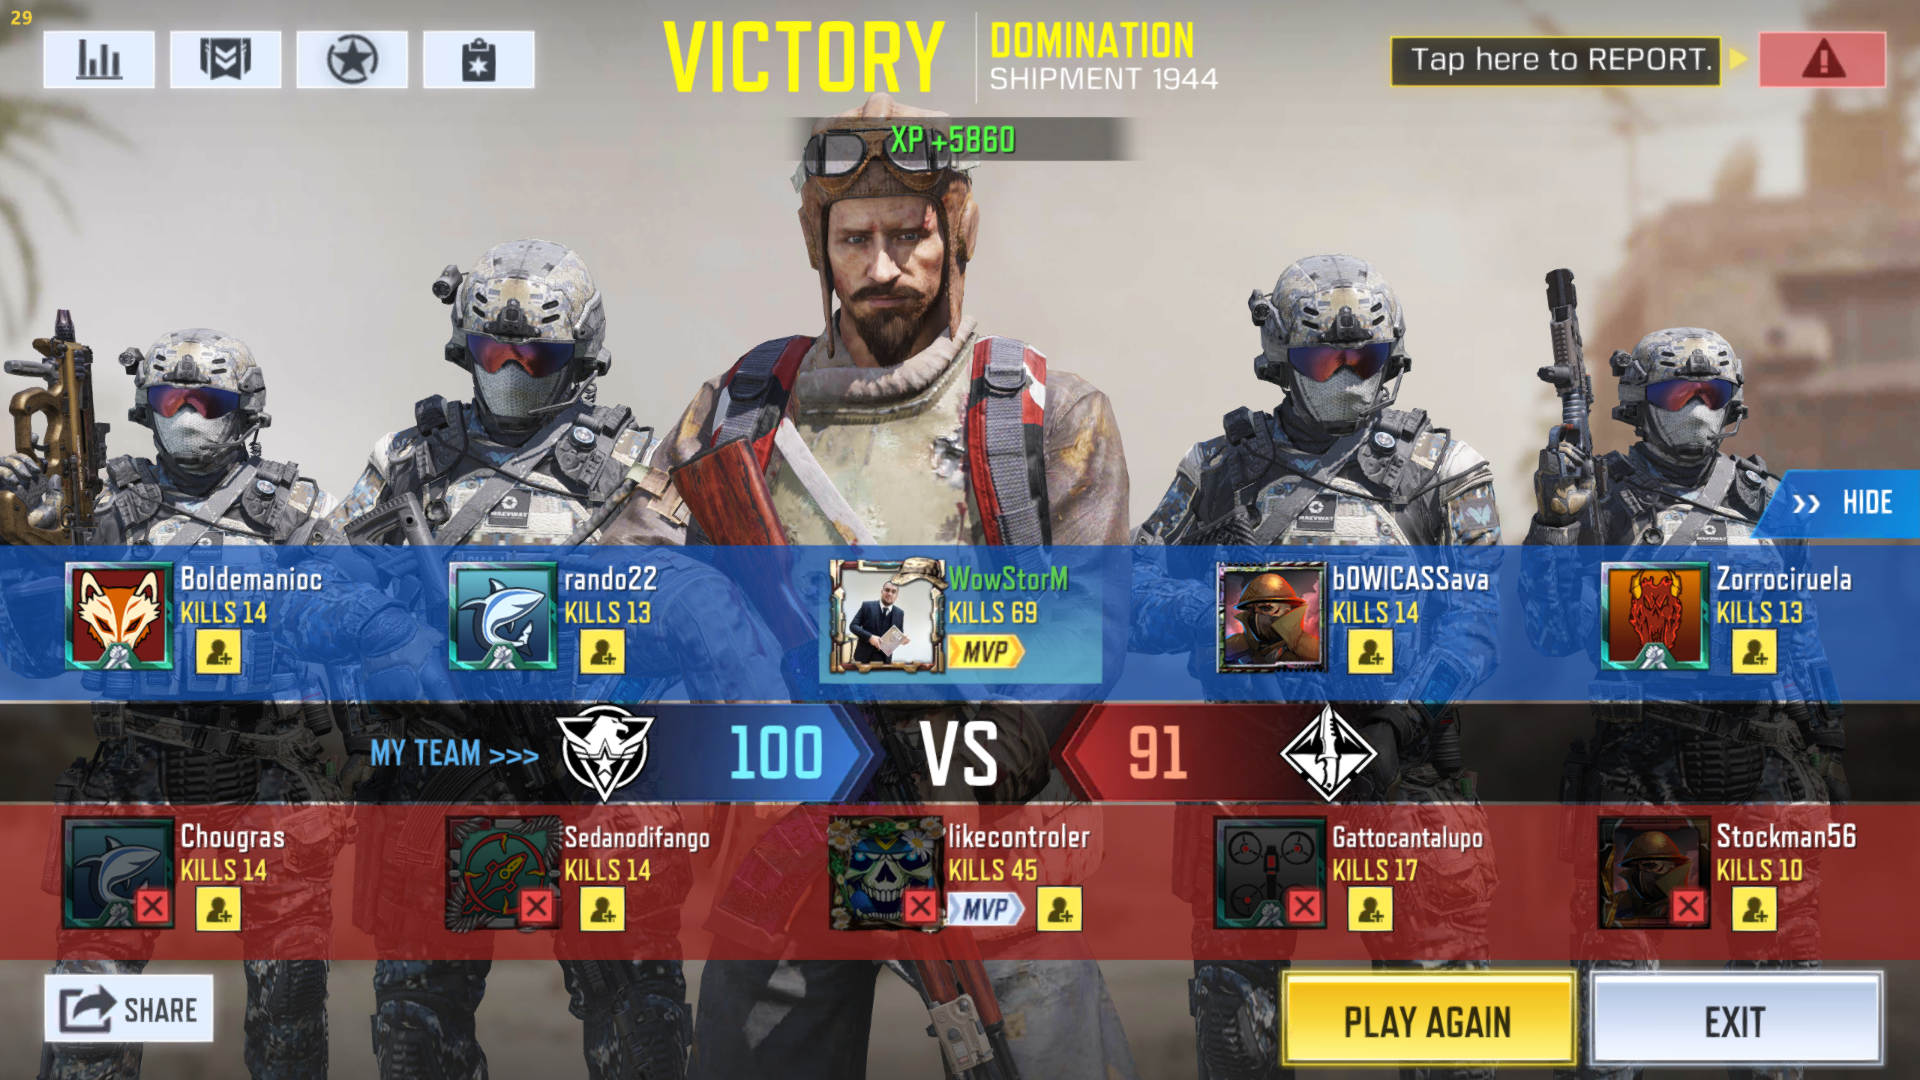 29
VICTORY
DOMINATION
SHIPMENT 1944
Tap here to REPORT.
XP +5860
HIDE
Boldemanioc
KILLS 14
rando22
KILLS 13
WowStorM
KILLS 69
MVP
bOWICASSava
KILLS 14
Zorrociruela
KILLS 13
MY TEAM >>>
100
VS
91
Chougras
KILLS 14
Sedanodifango
KILLS 14
likecontroler
KILLS 45
MVP
Gattocantalupo
KILLS 17
Stockman56
KILLS 10
SHARE
PLAY AGAIN
EXIT